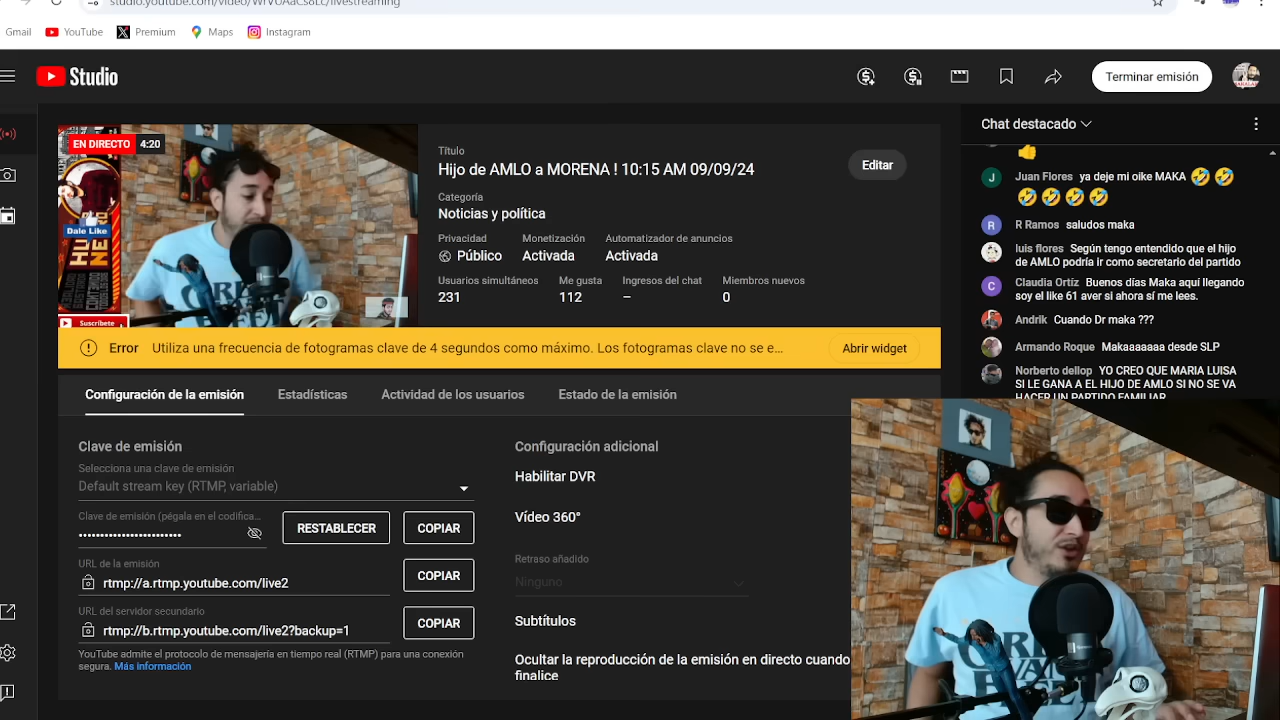 studio.youtube.com/video/WrVUAaCs8Lc/livestreaming
Gmail YouTube Premium Maps Instagram
Studio
Terminar emisión
EN DIRECTO 4:20
Dale Like
Suscríbete
Título
Hijo de AMLO a MORENA ! 10:15 AM 09/09/24
Editar
Categoría
Noticias y política
Privacidad Monetización Automatizador de anuncios
Público Activada Activada
Usuarios simultáneos Me gusta Ingresos del chat Miembros nuevos
231 112 – 0
Error Utiliza una frecuencia de fotogramas clave de 4 segundos como máximo. Los fotogramas clave no se e... Abrir widget
Configuración de la emisión Estadísticas Actividad de los usuarios Estado de la emisión
Clave de emisión
Selecciona una clave de emisión
Default stream key (RTMP, variable)
Clave de emisión (pégala en el codifica...
••••••••••••••••••••••••
RESTABLECER COPIAR
URL de la emisión
rtmp://a.rtmp.youtube.com/live2
COPIAR
URL del servidor secundario
rtmp://b.rtmp.youtube.com/live2?backup=1
COPIAR
YouTube admite el protocolo de mensajería en tiempo real (RTMP) para una conexión
segura. Más información
Configuración adicional
Habilitar DVR
Vídeo 360°
Retraso añadido
Ninguno
Subtítulos
Ocultar la reproducción de la emisión en directo cuando
finalice
Chat destacado
J Juan Flores ya deje mi oike MAKA 🤣🤣
🤣🤣🤣🤣
R R Ramos saludos maka
luis flores Según tengo entendido que el hijo
de AMLO podría ir como secretario del partido
C Claudia Ortíz Buenos días Maka aquí llegando
soy el like 61 aver si ahora sí me lees.
Andrik Cuando Dr maka ???
Armando Roque Makaaaaaaa desde SLP
Norberto dellop YO CREO QUE MARIA LUISA
SI LE GANA A EL HIJO DE AMLO SI NO SE VA
HACER UN PARTIDO FAMILIAR